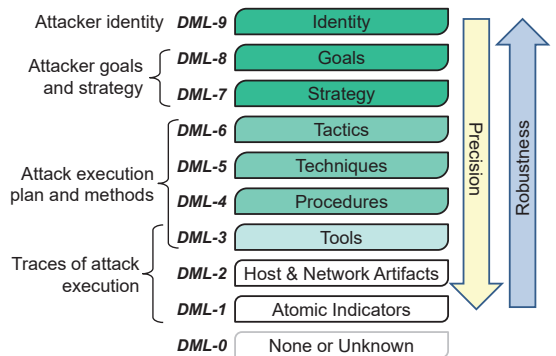 Attacker identity DML-9 Identity
DML-8 Goals
Attacker goals
and strategy
DML-7 Strategy
DML-6 Tactics
DML-5 Techniques
Attack execution
plan and methods
DML-4 Procedures
DML-3 Tools
Traces of attack
execution
DML-2 Host & Network Artifacts
DML-1 Atomic Indicators
DML-0 None or Unknown
Precision
Robustness